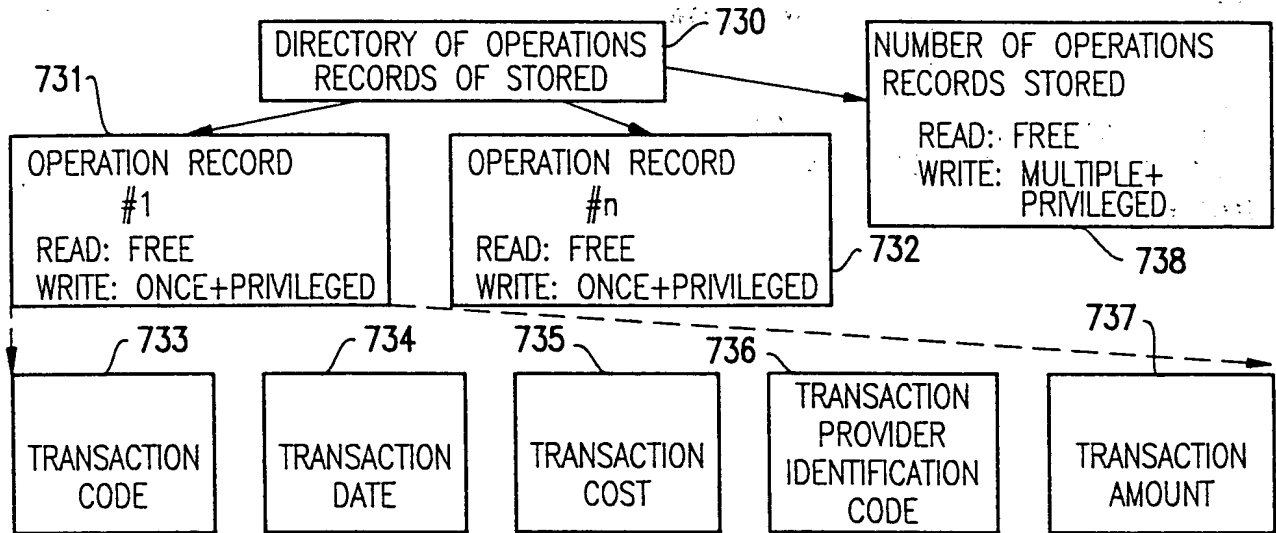 730
DIRECTORY OF OPERATIONS
RECORDS OF STORED
NUMBER OF OPERATIONS
RECORDS STORED
READ: FREE
WRITE: MULTIPLE+
PRIVILEGED
738
731
OPERATION RECORD
#1
READ: FREE
WRITE: ONCE+PRIVILEGED
OPERATION RECORD
#n
READ: FREE
WRITE: ONCE+PRIVILEGED
732
733
TRANSACTION
CODE
734
TRANSACTION
DATE
735
TRANSACTION
COST
736
TRANSACTION
PROVIDER
IDENTIFICATION
CODE
737
TRANSACTION
AMOUNT